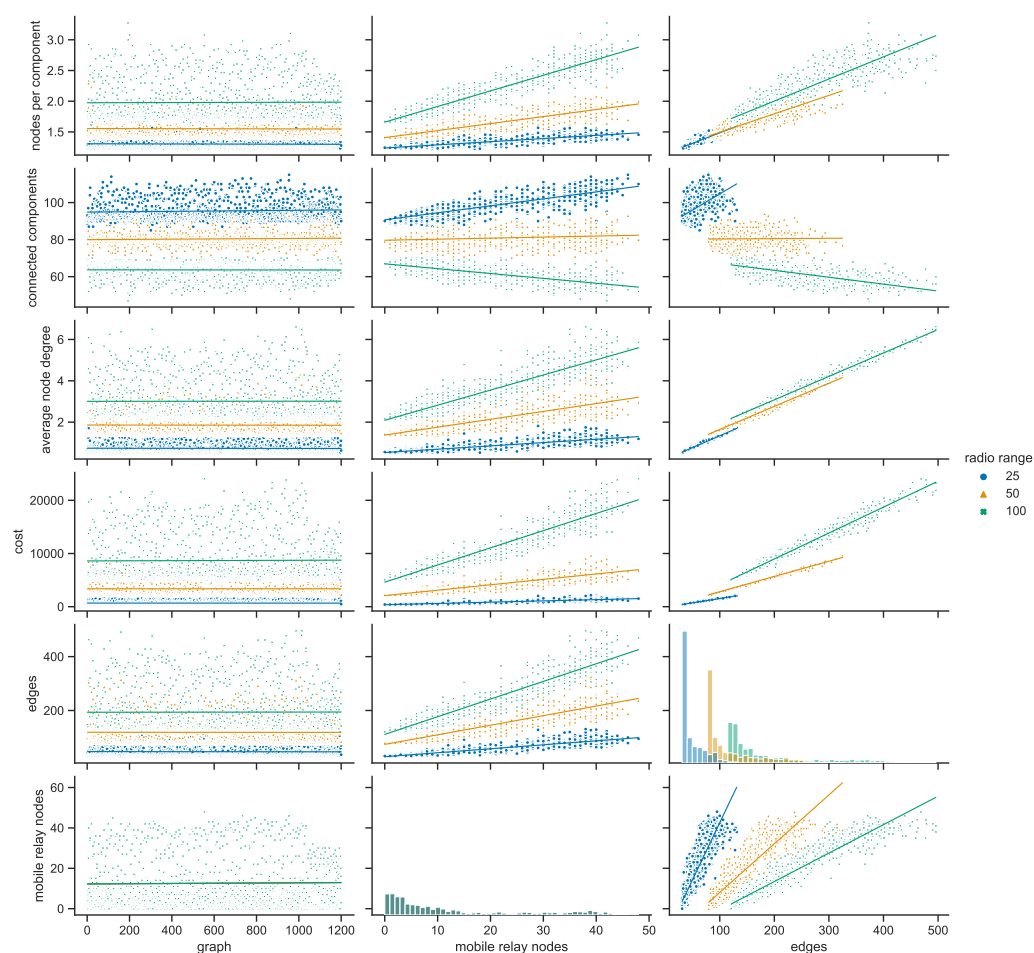 nodes per component
3.0
2.5
2.0
1.5
connected components
100
80
60
average node degree
6
4
2
cost
20000
10000
0
edges
400
200
mobile relay nodes
60
40
20
0
0 200 400 600 800 1000 1200
graph
0 10 20 30 40 50
mobile relay nodes
100 200 300 400 500
edges
radio range
25
50
100